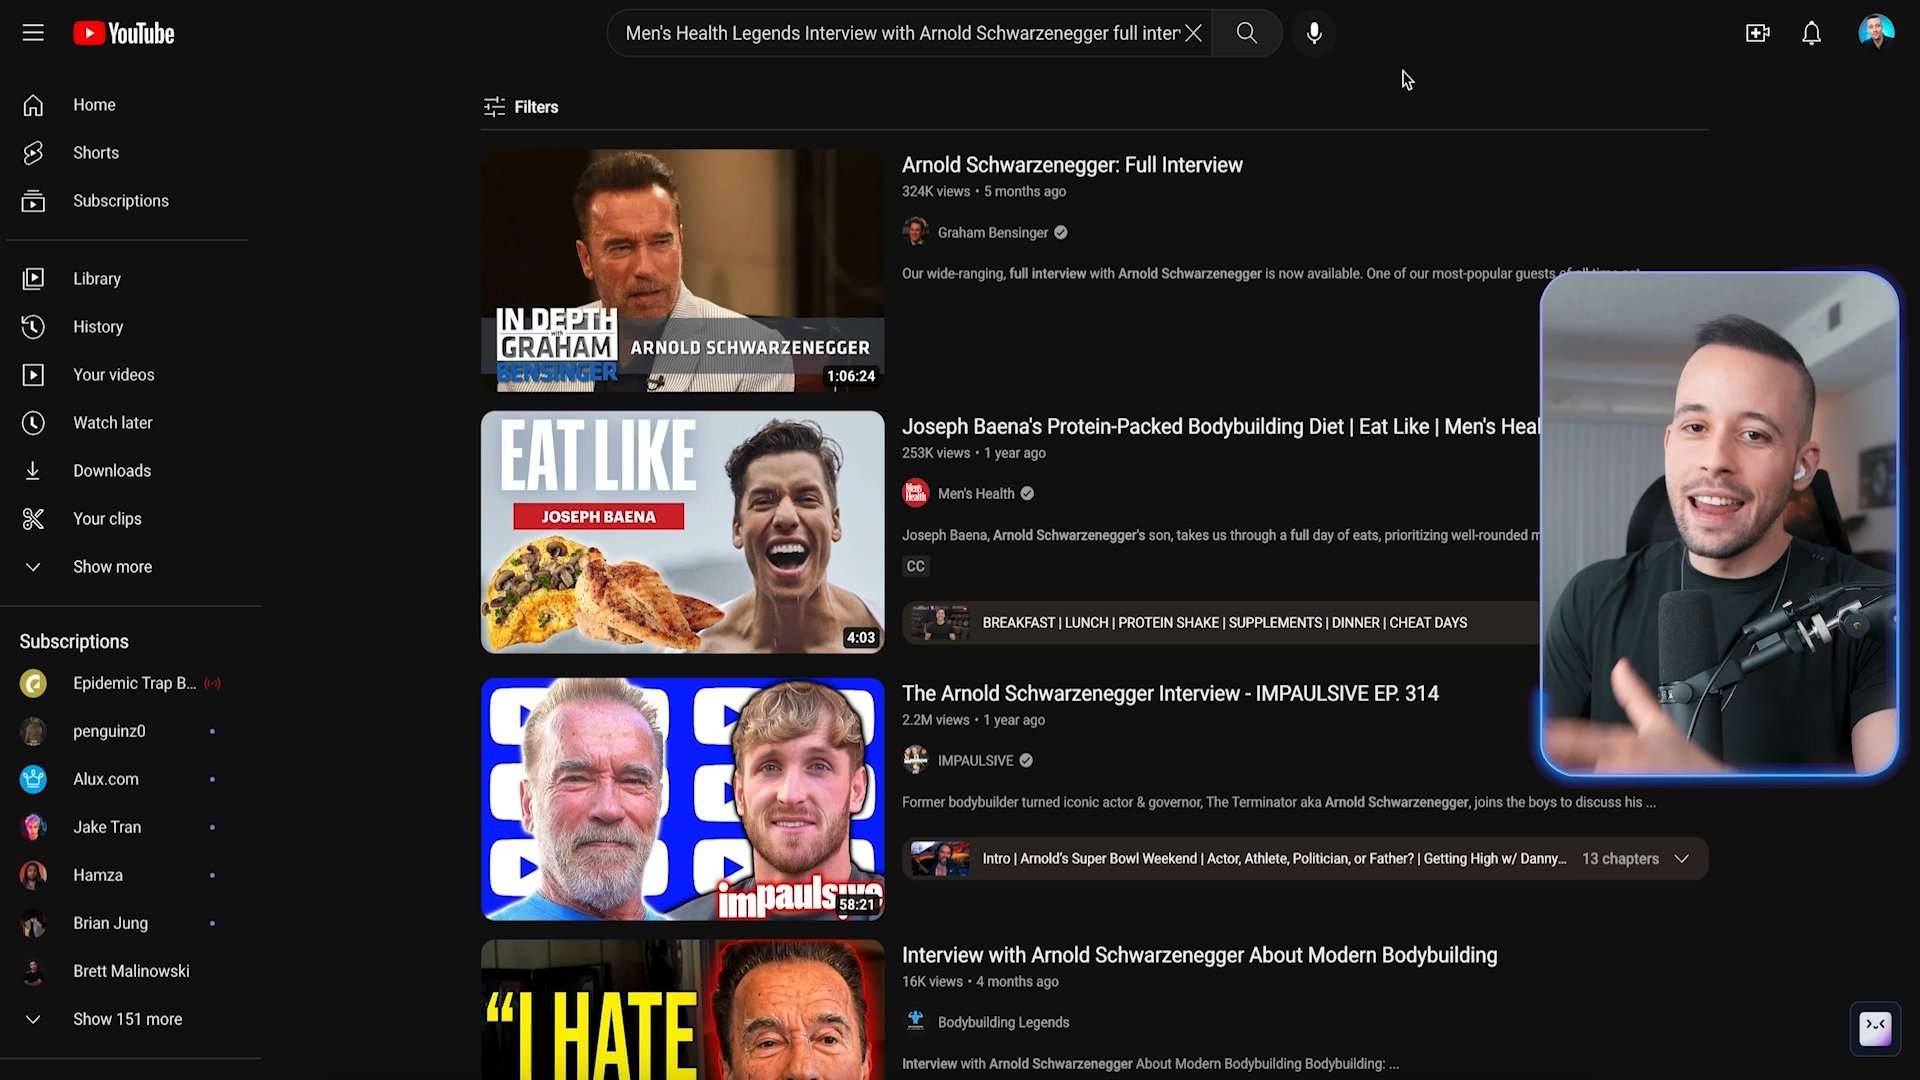 YouTube
Men's Health Legends Interview with Arnold Schwarzenegger full inter
Home
Shorts
Subscriptions
Library
History
Your videos
Watch later
Downloads
Your clips
Show more
Subscriptions
Epidemic Trap B...
penguinz0
Alux.com
Jake Tran
Hamza
Brian Jung
Brett Malinowski
Show 151 more
Filters
IN DEPTH
with
GRAHAM
BENSINGER
ARNOLD SCHWARZENEGGER
1:06:24
Arnold Schwarzenegger: Full Interview
324K views • 5 months ago
Graham Bensinger
Our wide-ranging, full interview with Arnold Schwarzenegger is now available. One of our most-popular guests of all time sat
EAT LIKE
JOSEPH BAENA
4:03
Joseph Baena's Protein-Packed Bodybuilding Diet | Eat Like | Men's Heal
253K views • 1 year ago
Men's Health
Men's Health
Joseph Baena, Arnold Schwarzenegger's son, takes us through a full day of eats, prioritizing well-rounded m
CC
BREAKFAST | LUNCH | PROTEIN SHAKE | SUPPLEMENTS | DINNER | CHEAT DAYS
impaulsive
58:21
The Arnold Schwarzenegger Interview - IMPAULSIVE EP. 314
2.2M views • 1 year ago
IMPAULSIVE
Former bodybuilder turned iconic actor & governor, The Terminator aka Arnold Schwarzenegger, joins the boys to discuss his ...
Intro | Arnold's Super Bowl Weekend | Actor, Athlete, Politician, or Father? | Getting High w/ Danny... 13 chapters
"I HATE
Interview with Arnold Schwarzenegger About Modern Bodybuilding
16K views • 4 months ago
Bodybuilding Legends
Interview with Arnold Schwarzenegger About Modern Bodybuilding Bodybuilding: ...